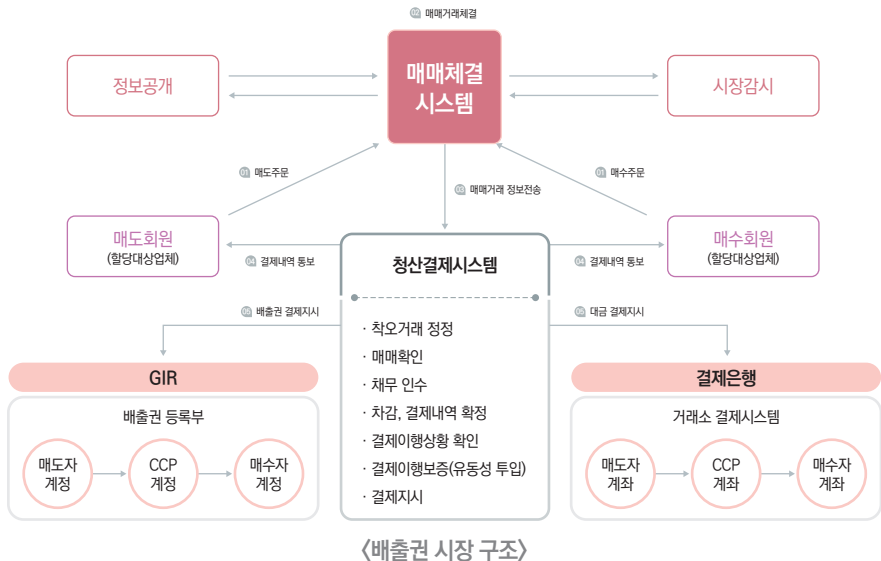 02 매매거래체결
정보공개
매매체결
시스템
시장감시
01 매도주문
01 매수주문
03 매매거래 정보전송
매도회원
(할당대상업체)
매수회원
(할당대상업체)
04 결제내역 통보
청산결제시스템
04 결제내역 통보
05 배출권 결제지시
05 대금 결제지시
· 착오거래 정정
· 매매확인
· 채무 인수
· 차감, 결제내역 확정
· 결제이행상황 확인
· 결제이행보증(유동성 투입)
· 결제지시
GIR
배출권 등록부
매도자
계정
CCP
계정
매수자
계정
결제은행
거래소 결제시스템
매도자
계좌
CCP
계좌
매수자
계좌
〈배출권 시장 구조〉